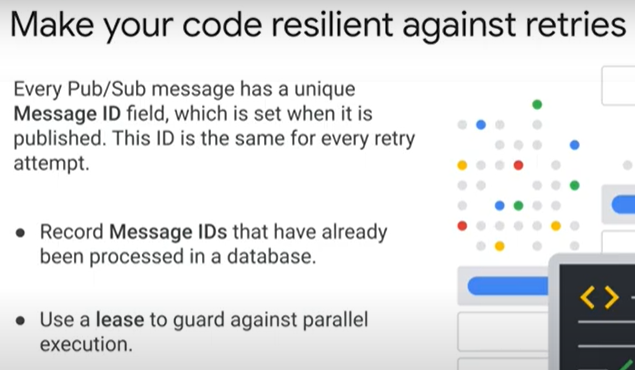 Make your code resilient against retries
Every Pub/Sub message has a unique
Message ID field, which is set when it is
published. This ID is the same for every retry
attempt.
● Record Message IDs that have already
been processed in a database.
● Use a lease to guard against parallel
execution.
< >